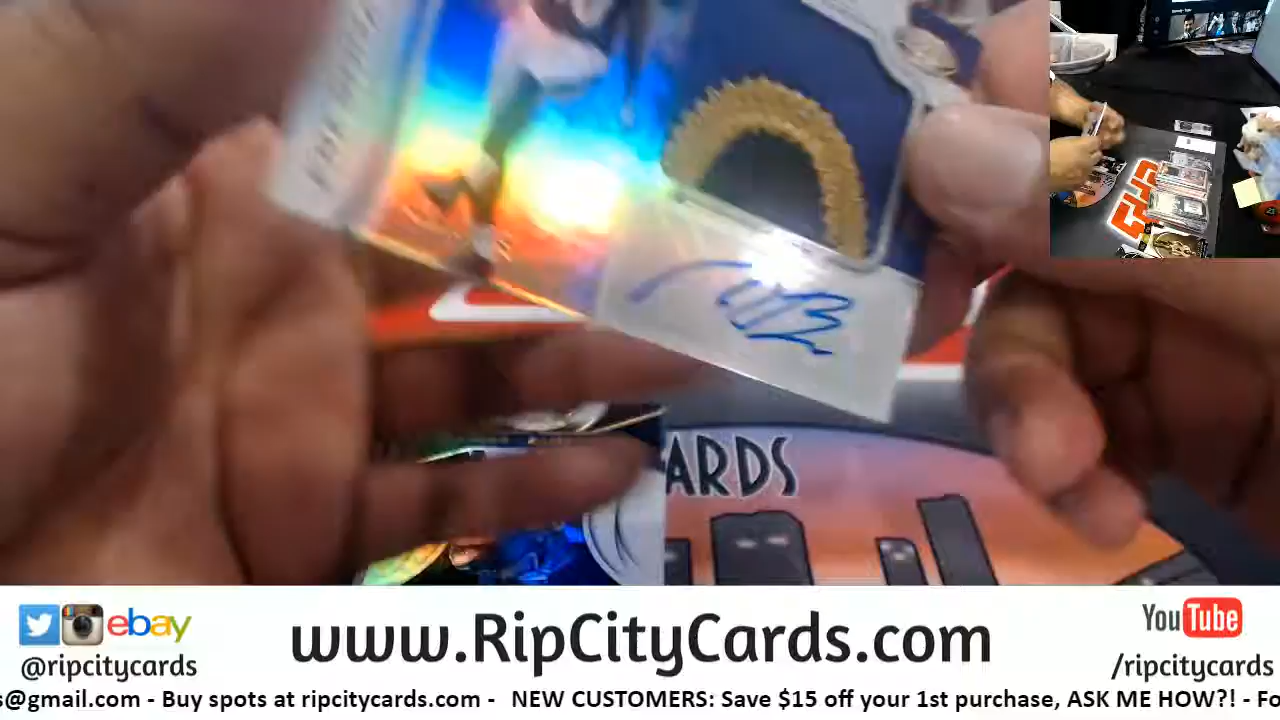 ARDS
ebay
@ripcitycards
www.RipCityCards.com
YouTube
/ripcitycards
s@gmail.com - Buy spots at ripcitycards.com - NEW CUSTOMERS: Save $15 off your 1st purchase, ASK ME HOW?! - Fo